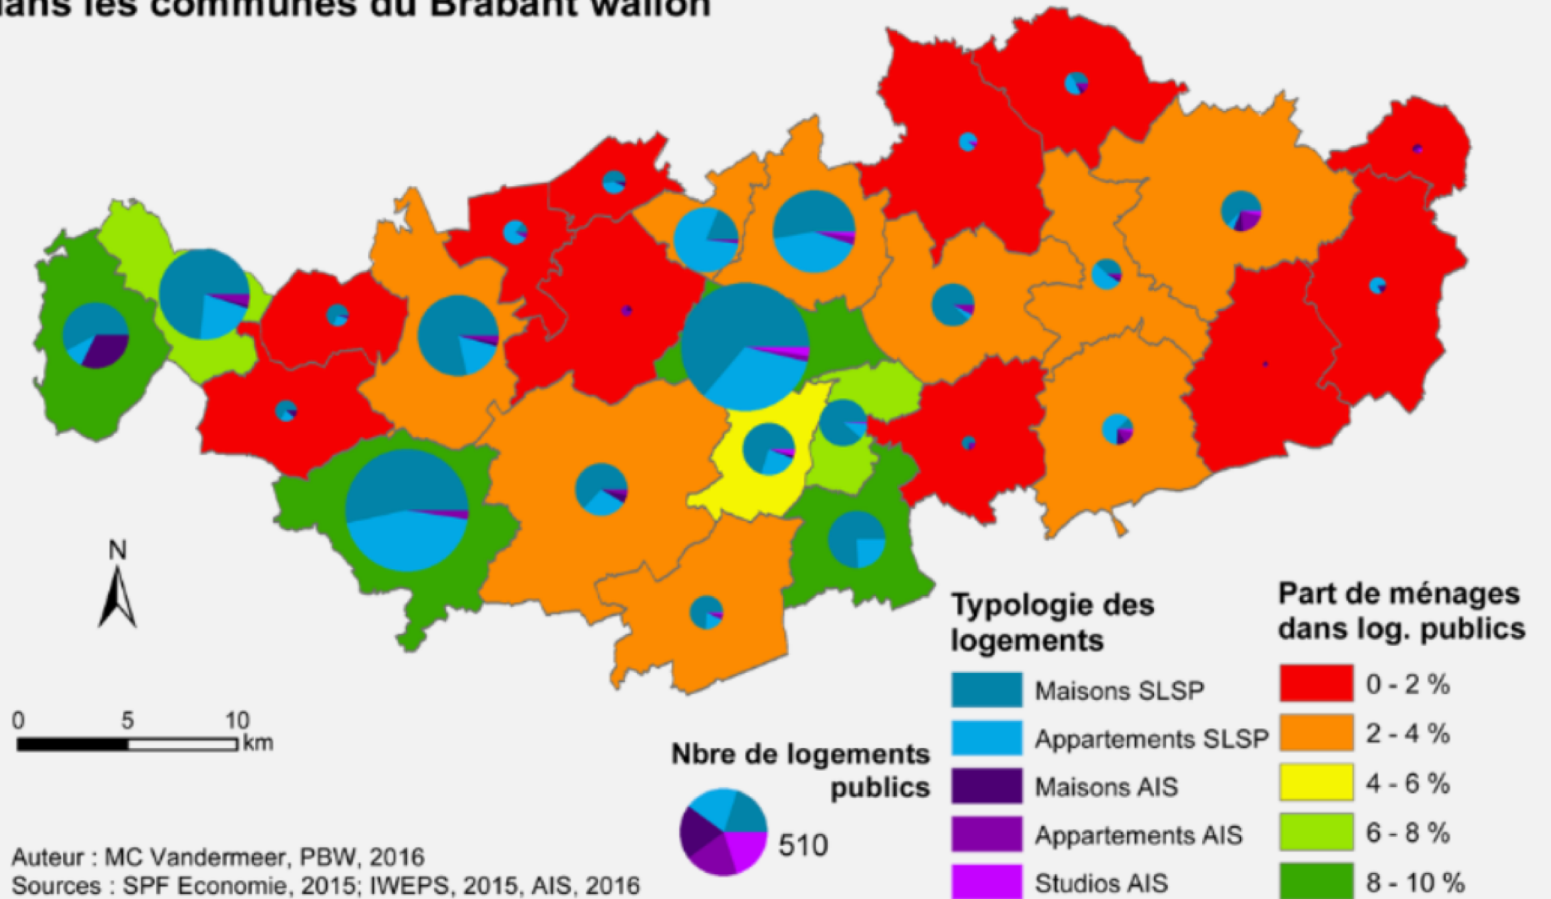 dans les communes du Brabant wallon
N
0 5 10
km
Auteur : MC Vandermeer, PBW, 2016
Sources : SPF Economie, 2015; IWEPS, 2015, AIS, 2016
Nbre de logements
publics
510
Typologie des
logements
Maisons SLSP
Appartements SLSP
Maisons AIS
Appartements AIS
Studios AIS
Part de ménages
dans log. publics
0 - 2 %
2 - 4 %
4 - 6 %
6 - 8 %
8 - 10 %